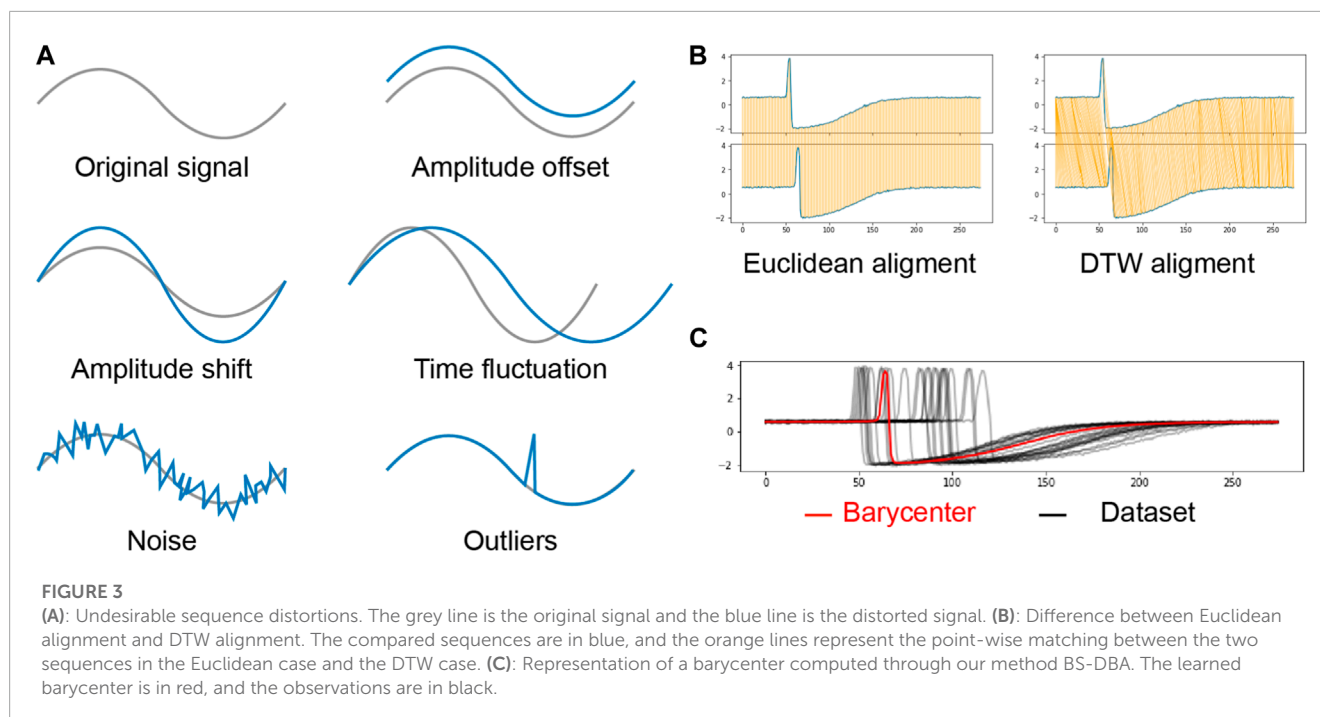 A
Original signal
Amplitude offset
Amplitude shift
Time fluctuation
Noise
Outliers
B
4
2
0
−2
4
2
0
−2
0 50 100 150 200 250
Euclidean aligment
4
2
0
−2
4
2
0
−2
0 50 100 150 200 250
DTW aligment
C
4
2
0
−2
0 50 100 150 200 250
Barycenter Dataset
FIGURE 3
(A): Undesirable sequence distortions. The grey line is the original signal and the blue line is the distorted signal. (B): Difference between Euclidean
alignment and DTW alignment. The compared sequences are in blue, and the orange lines represent the point-wise matching between the two
sequences in the Euclidean case and the DTW case. (C): Representation of a barycenter computed through our method BS-DBA. The learned
barycenter is in red, and the observations are in black.